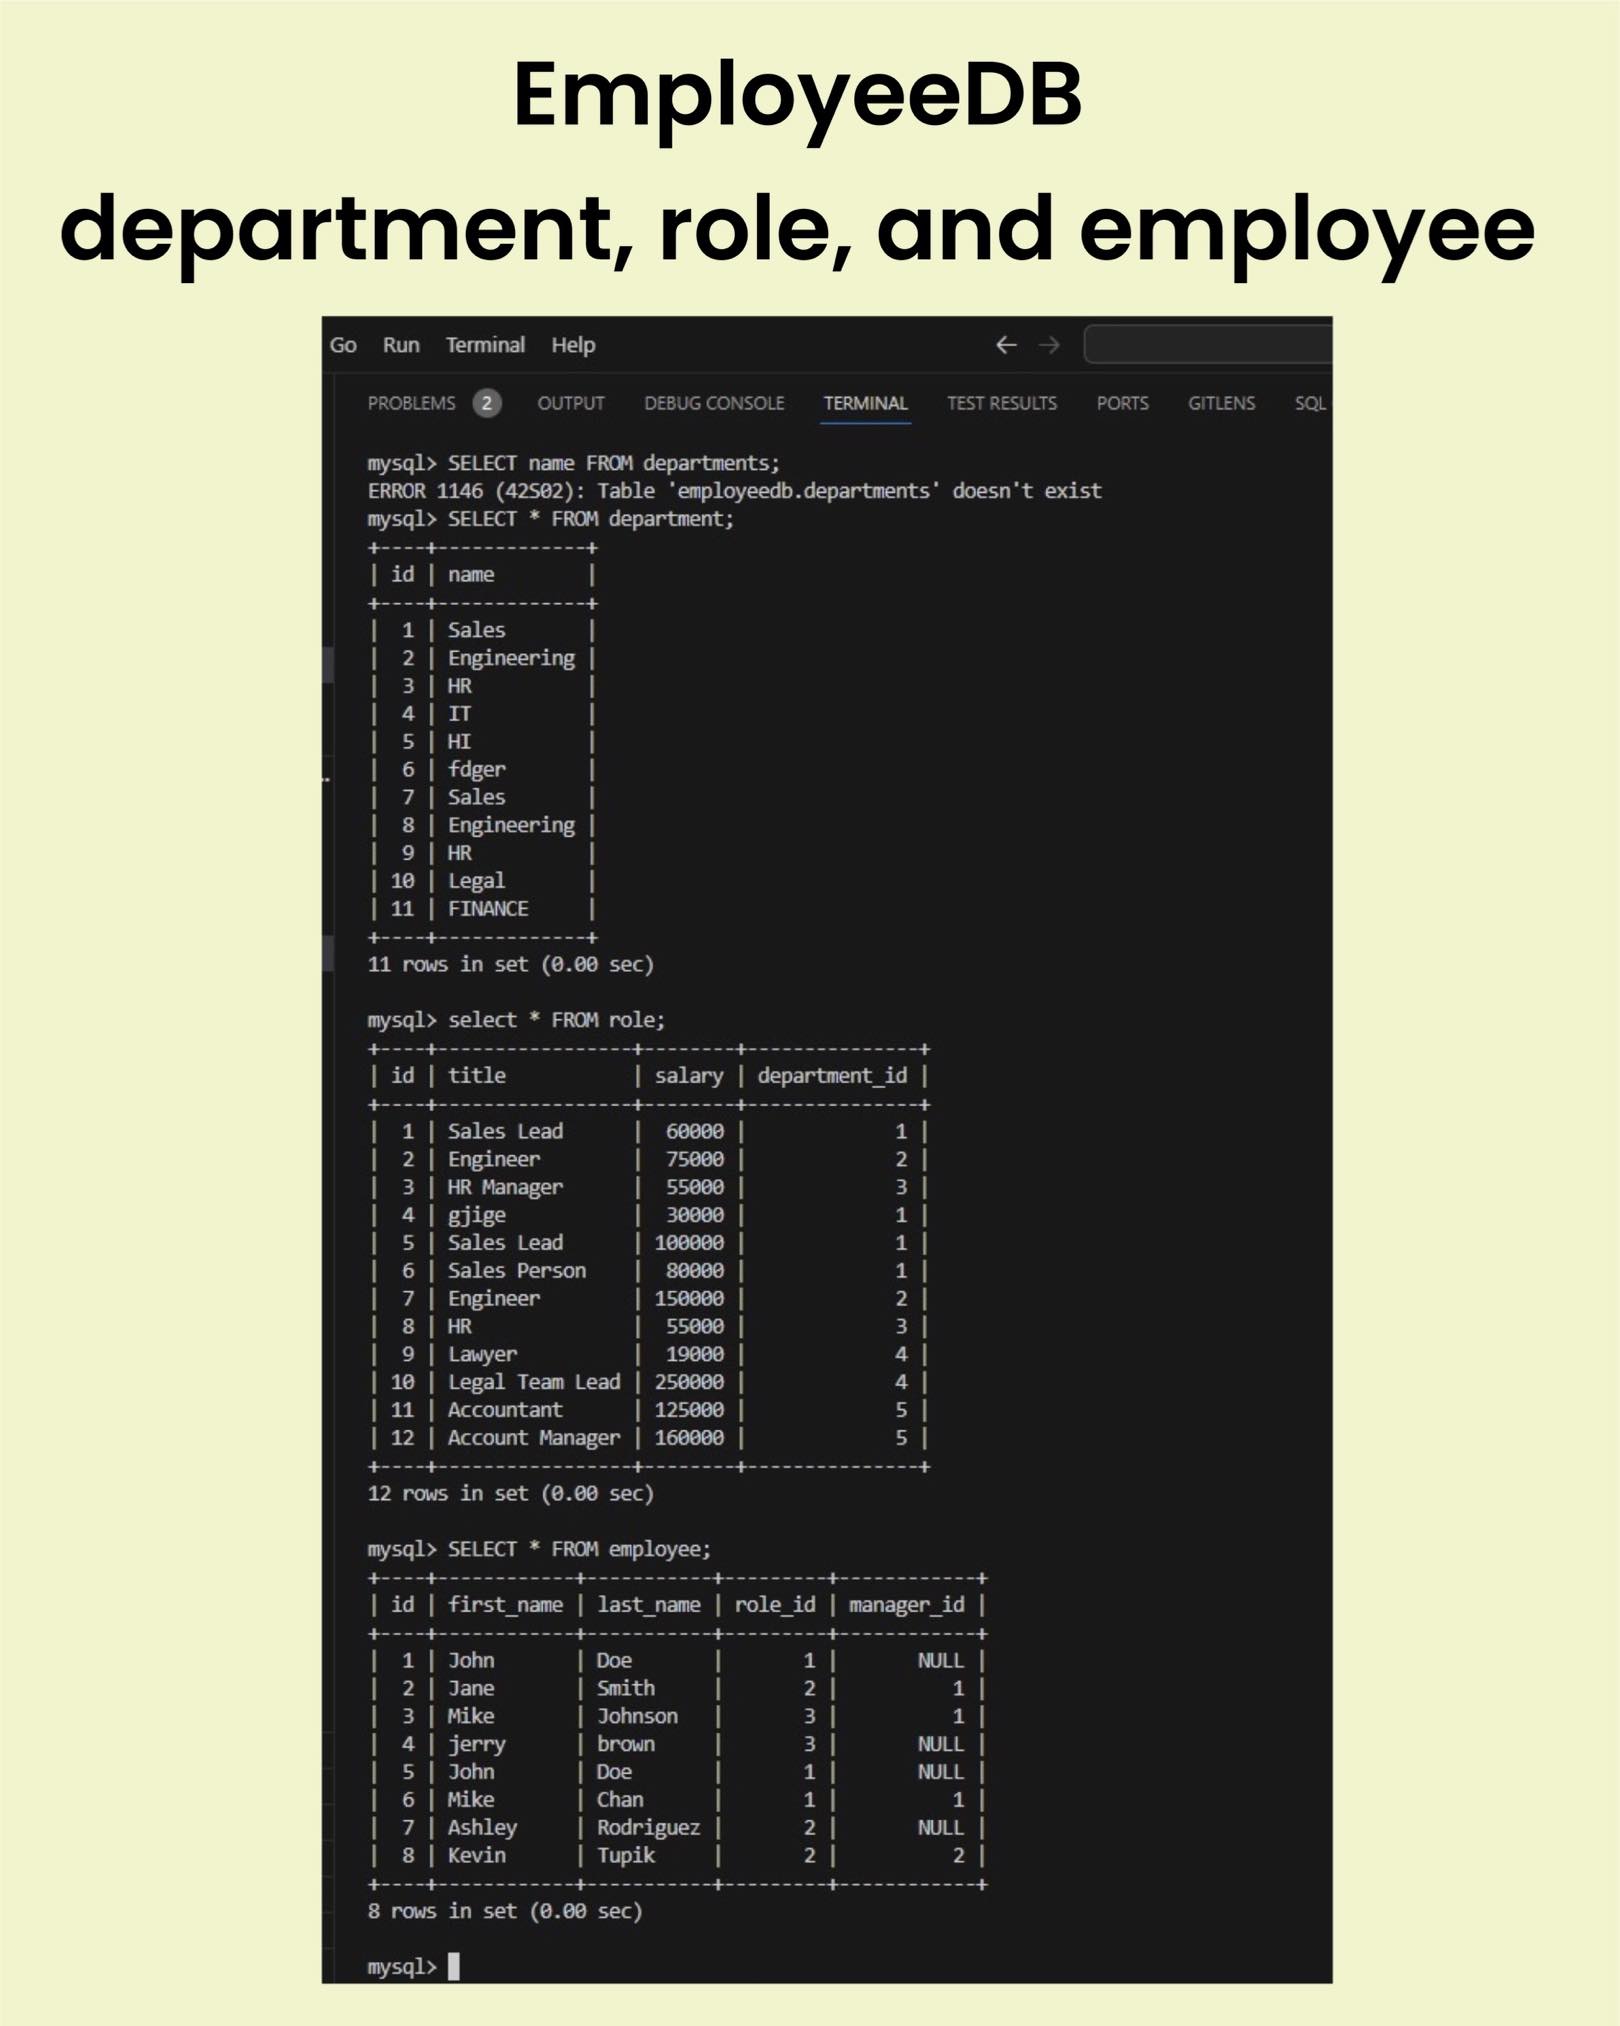 EmployeeDB
department, role, and employee
Go Run Terminal Help ← →
PROBLEMS 2 OUTPUT DEBUG CONSOLE TERMINAL TEST RESULTS PORTS GITLENS SQL
mysql> SELECT name FROM departments;
ERROR 1146 (42S02): Table 'employeedb.departments' doesn't exist
mysql> SELECT * FROM department;
+----+-------------+
| id | name        |
+----+-------------+
|  1 | Sales       |
|  2 | Engineering |
|  3 | HR          |
|  4 | IT          |
|  5 | HI          |
|  6 | fdger       |
|  7 | Sales       |
|  8 | Engineering |
|  9 | HR          |
| 10 | Legal       |
| 11 | FINANCE     |
+----+-------------+
11 rows in set (0.00 sec)
mysql> select * FROM role;
+----+-----------------+--------+---------------+
| id | title           | salary | department_id |
+----+-----------------+--------+---------------+
|  1 | Sales Lead      |  60000 |             1 |
|  2 | Engineer        |  75000 |             2 |
|  3 | HR Manager      |  55000 |             3 |
|  4 | gjige           |  30000 |             1 |
|  5 | Sales Lead      | 100000 |             1 |
|  6 | Sales Person    |  80000 |             1 |
|  7 | Engineer        | 150000 |             2 |
|  8 | HR              |  55000 |             3 |
|  9 | Lawyer          |  19000 |             4 |
| 10 | Legal Team Lead | 250000 |             4 |
| 11 | Accountant      | 125000 |             5 |
| 12 | Account Manager | 160000 |             5 |
+----+-----------------+--------+---------------+
12 rows in set (0.00 sec)
mysql> SELECT * FROM employee;
+----+------------+-----------+---------+------------+
| id | first_name | last_name | role_id | manager_id |
+----+------------+-----------+---------+------------+
|  1 | John       | Doe       |       1 |       NULL |
|  2 | Jane       | Smith     |       2 |          1 |
|  3 | Mike       | Johnson   |       3 |          1 |
|  4 | jerry      | brown     |       3 |       NULL |
|  5 | John       | Doe       |       1 |       NULL |
|  6 | Mike       | Chan      |       1 |          1 |
|  7 | Ashley     | Rodriguez |       2 |       NULL |
|  8 | Kevin      | Tupik     |       2 |          2 |
+----+------------+-----------+---------+------------+
8 rows in set (0.00 sec)
mysql>